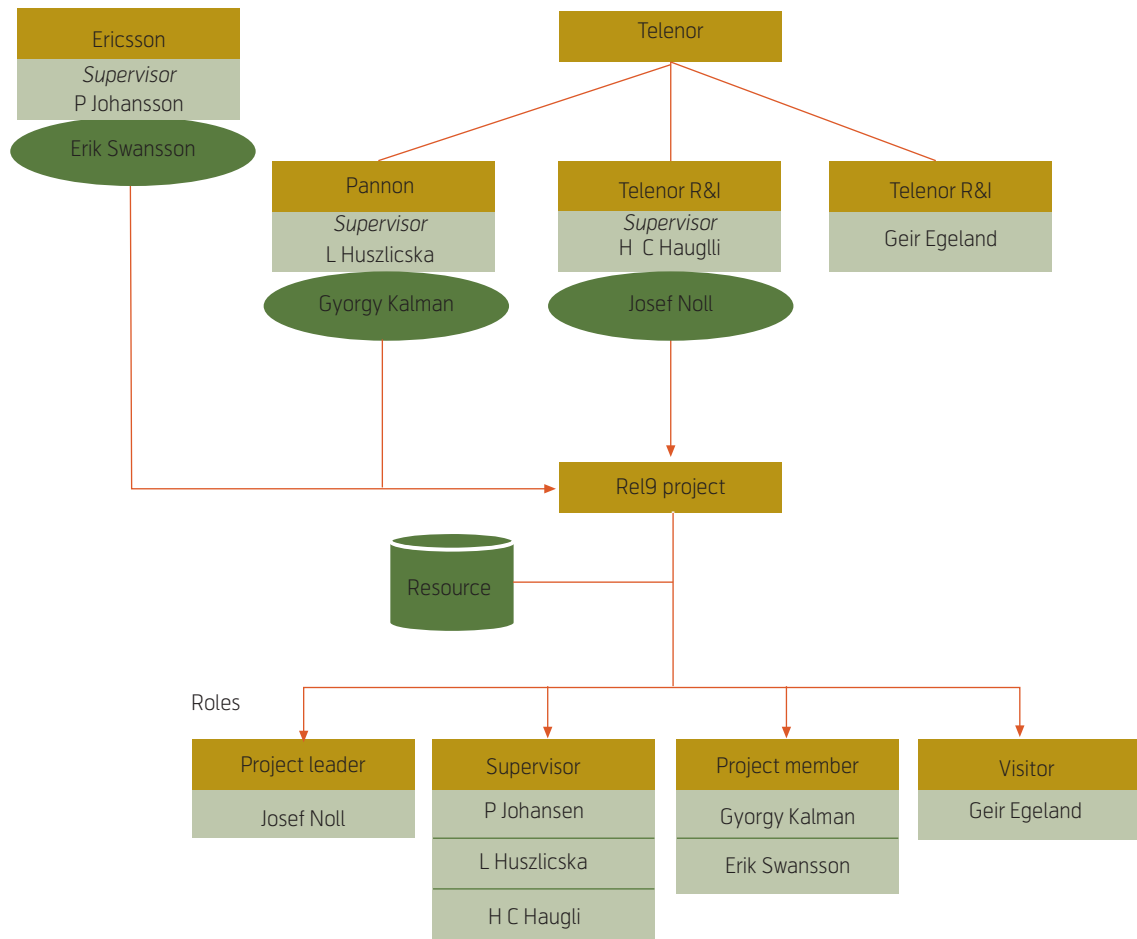 Ericsson
Supervisor
P Johansson
Erik Swansson
Telenor
Pannon
Supervisor
L Huszlicska
Gyorgy Kalman
Telenor R&I
Supervisor
H C Hauglli
Josef Noll
Telenor R&I
Geir Egeland
Rel9 project
Resource
Roles
Project leader
Josef Noll
Supervisor
P Johansen
L Huszlicska
H C Haugli
Project member
Gyorgy Kalman
Erik Swansson
Visitor
Geir Egeland